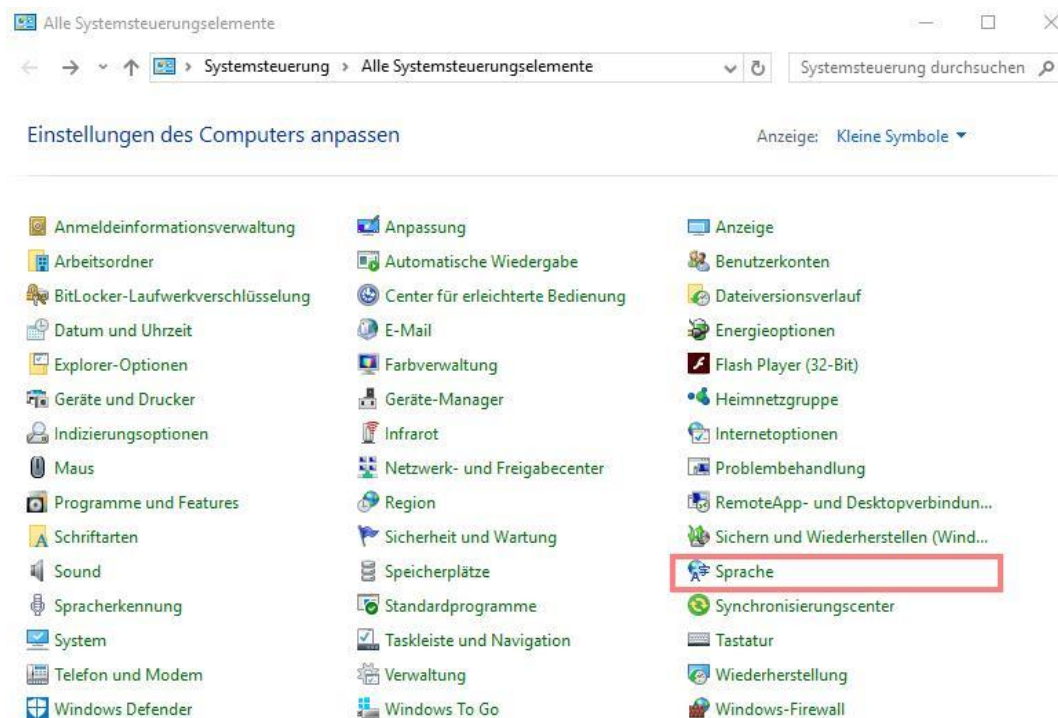 Alle Systemsteuerungselemente
Systemsteuerung › Alle Systemsteuerungselemente
Systemsteuerung durchsuchen
Einstellungen des Computers anpassen
Anzeige: Kleine Symbole
Anmeldeinformationsverwaltung Anpassung Anzeige
Arbeitsordner Automatische Wiedergabe Benutzerkonten
BitLocker-Laufwerkverschlüsselung Center für erleichterte Bedienung Dateiversionsverlauf
Datum und Uhrzeit E-Mail Energieoptionen
Explorer-Optionen Farbverwaltung Flash Player (32-Bit)
Geräte und Drucker Geräte-Manager Heimnetzgruppe
Indizierungsoptionen Infrarot Internetoptionen
Maus Netzwerk- und Freigabecenter Problembehandlung
Programme und Features Region RemoteApp- und Desktopverbindun...
Schriftarten Sicherheit und Wartung Sichern und Wiederherstellen (Wind...
Sound Speicherplätze Sprache
Spracherkennung Standardprogramme Synchronisierungscenter
System Taskleiste und Navigation Tastatur
Telefon und Modem Verwaltung Wiederherstellung
Windows Defender Windows To Go Windows-Firewall